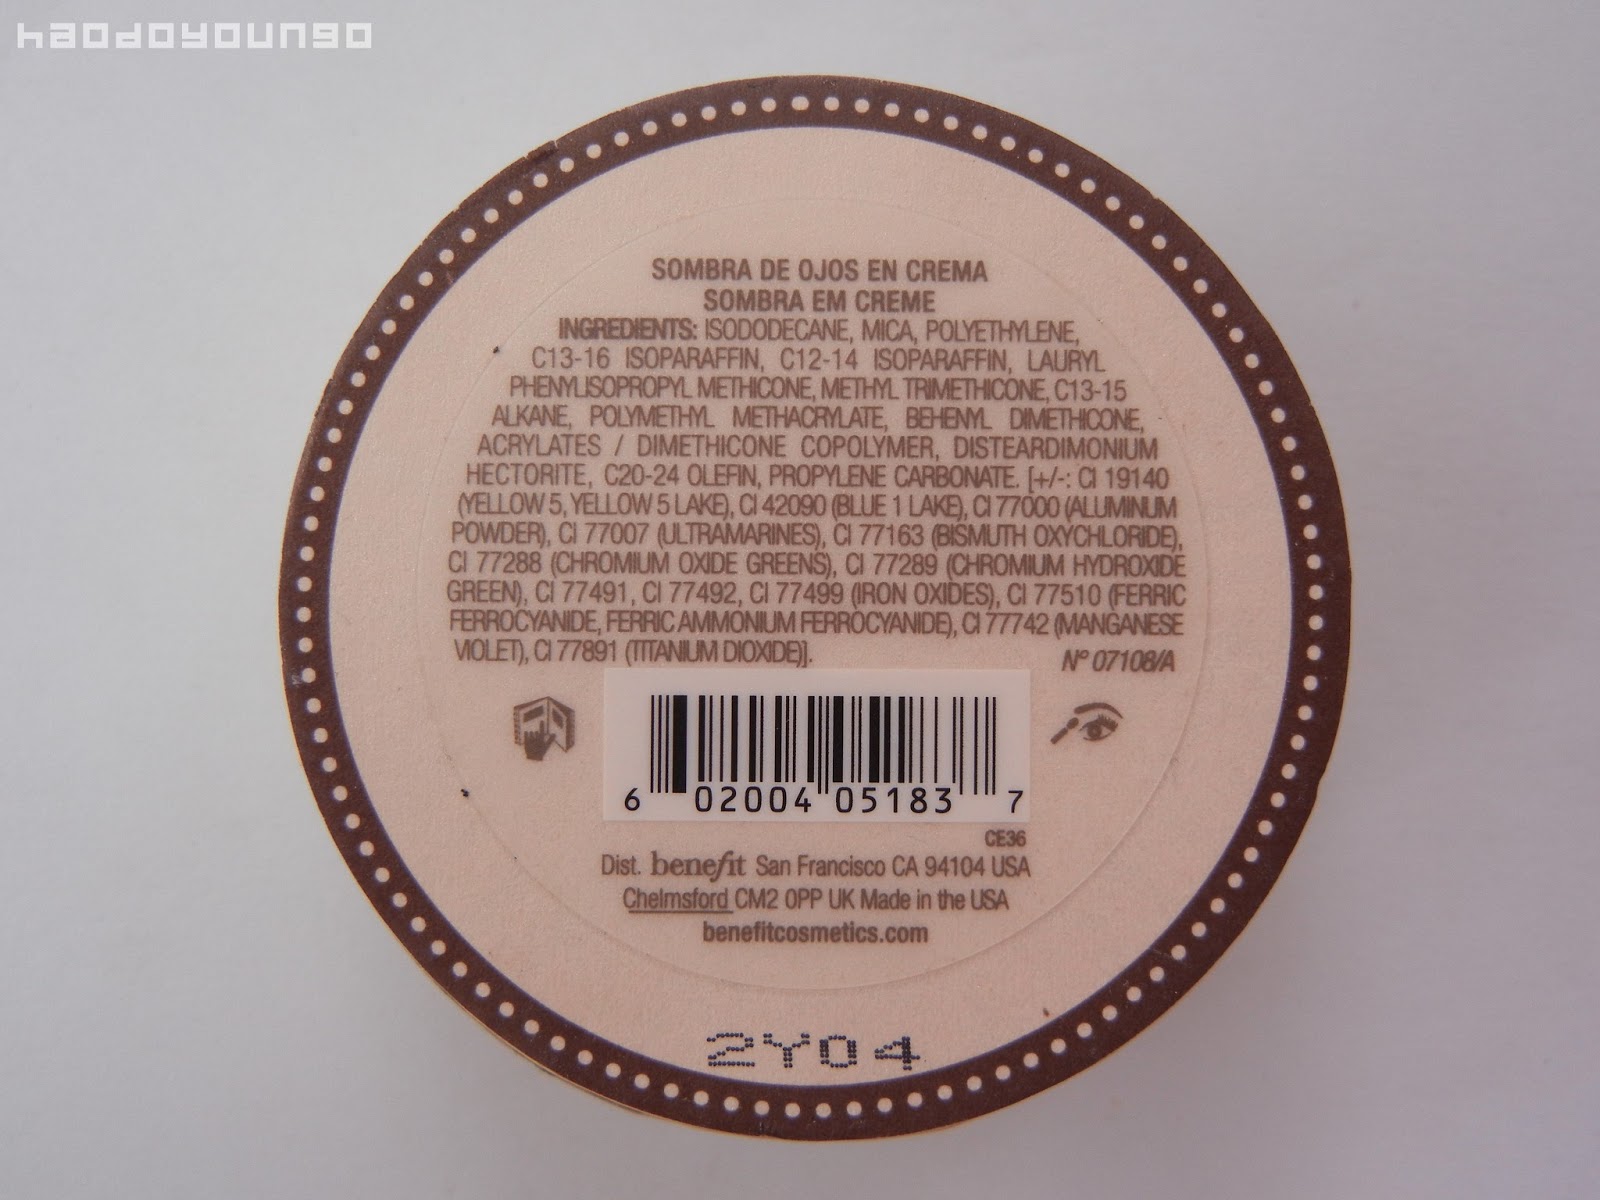 haodoyoungo
SOMBRA DE OJOS EN CREMA
SOMBRA EM CREME
INGREDIENTS: ISODODECANE, MICA, POLYETHYLENE,
C13-16 ISOPARAFFIN, C12-14 ISOPARAFFIN, LAURYL
PHENYLISOPROPYL METHICONE, METHYL TRIMETHICONE, C13-15
ALKANE, POLYMETHYL METHACRYLATE, BEHENYL DIMETHICONE,
ACRYLATES / DIMETHICONE COPOLYMER, DISTEARDIMONIUM
HECTORITE, C20-24 OLEFIN, PROPYLENE CARBONATE. [+/-: CI 19140
(YELLOW 5, YELLOW 5 LAKE), CI 42090 (BLUE 1 LAKE), CI 77000 (ALUMINUM
POWDER), CI 77007 (ULTRAMARINES), CI 77163 (BISMUTH OXYCHLORIDE),
CI 77288 (CHROMIUM OXIDE GREENS), CI 77289 (CHROMIUM HYDROXIDE
GREEN), CI 77491, CI 77492, CI 77499 (IRON OXIDES), CI 77510 (FERRIC
FERROCYANIDE, FERRIC AMMONIUM FERROCYANIDE), CI 77742 (MANGANESE
VIOLET), CI 77891 (TITANIUM DIOXIDE)].
N° 07108/A
6 02004 05183 7
CE36
Dist. benefit San Francisco CA 94104 USA
Chelmsford CM2 0PP UK Made in the USA
benefitcosmetics.com
2Y04